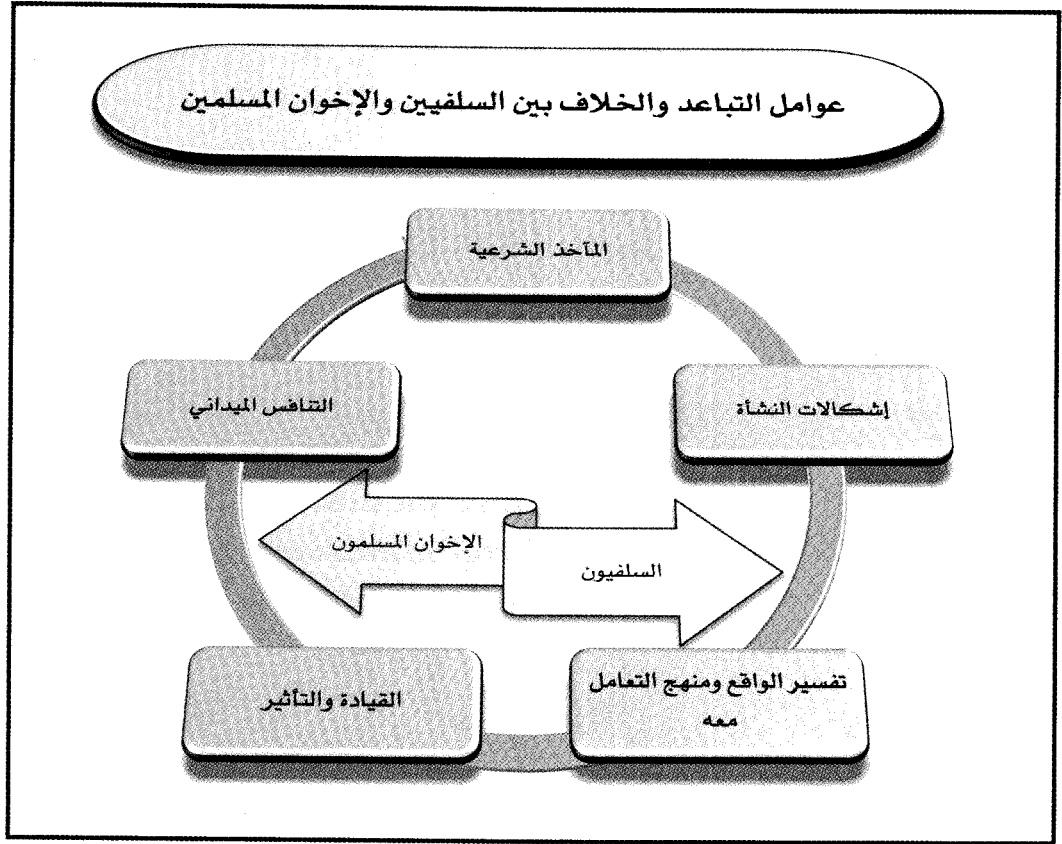 عوامل التباعد والخلاف بين السلفيين والإخوان المسلمين
المآخذ الشرعية
إشكالات النشأة
التنافس الميداني
الإخوان المسلمون
السلفيون
تفسير الواقع ومنهج التعامل
معه
القيادة والتأثير